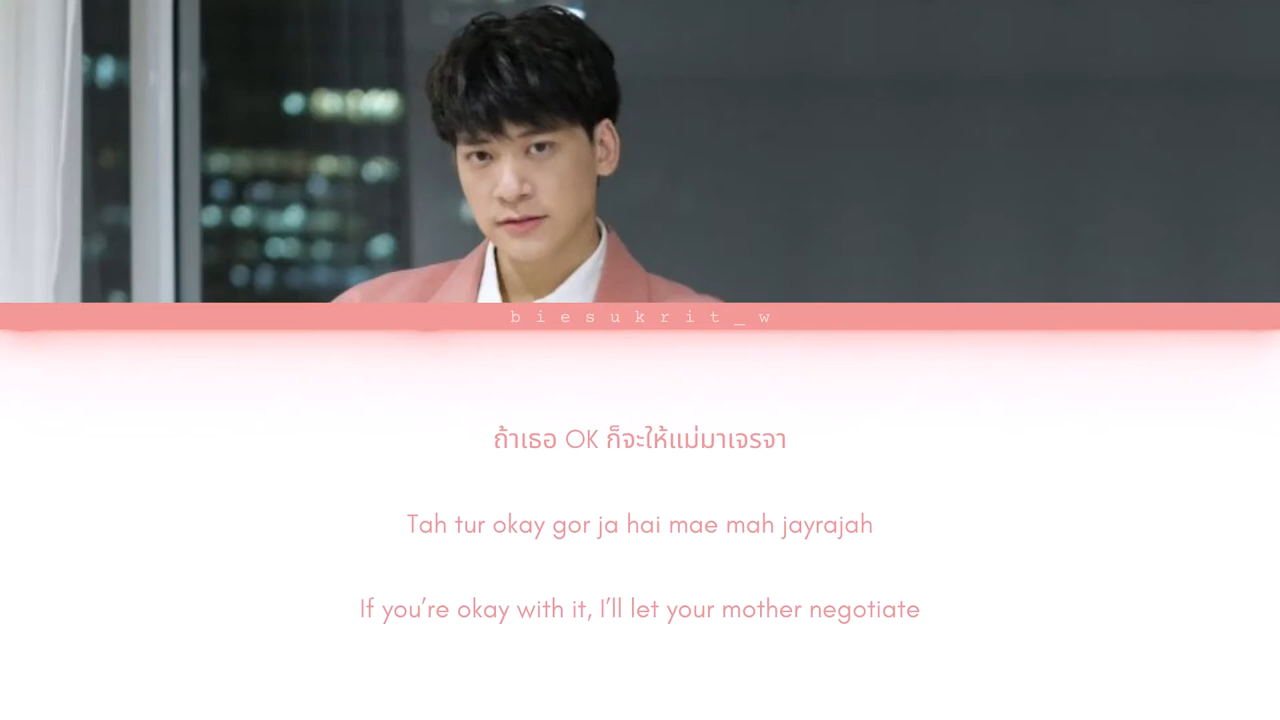 biesukrit_w
ถ้าเธอ OK ก็จะให้แม่มาเจรจา
Tah tur okay gor ja hai mae mah jayrajah
If you’re okay with it, I’ll let your mother negotiate